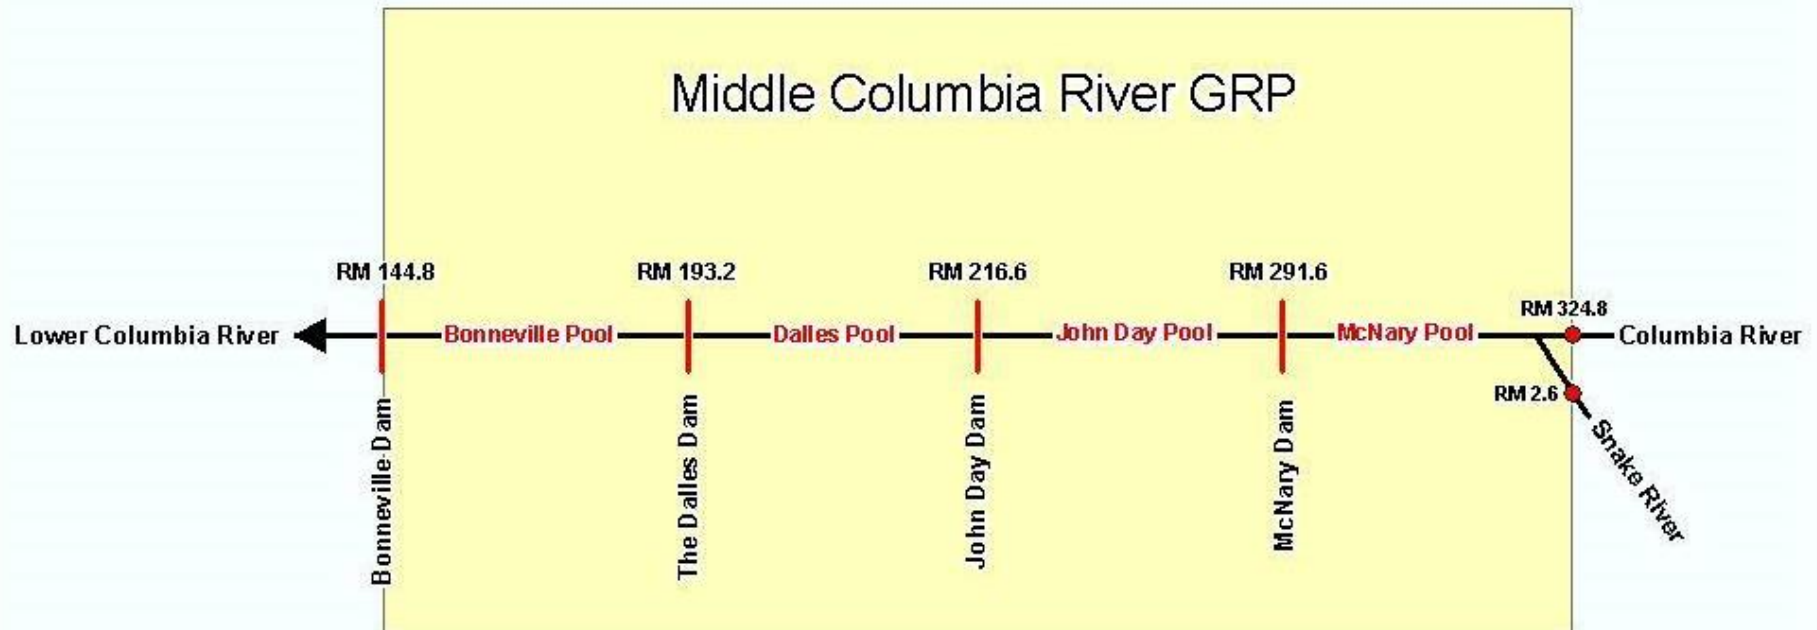 Middle Columbia River GRP
RM 144.8
RM 193.2
RM 216.6
RM 291.6
RM 324.8
Lower Columbia River
Bonneville Pool
Dalles Pool
John Day Pool
McNary Pool
Columbia River
RM 2.6
Snake River
Bonneville Dam
The Dalles Dam
John Day Dam
McNary Dam